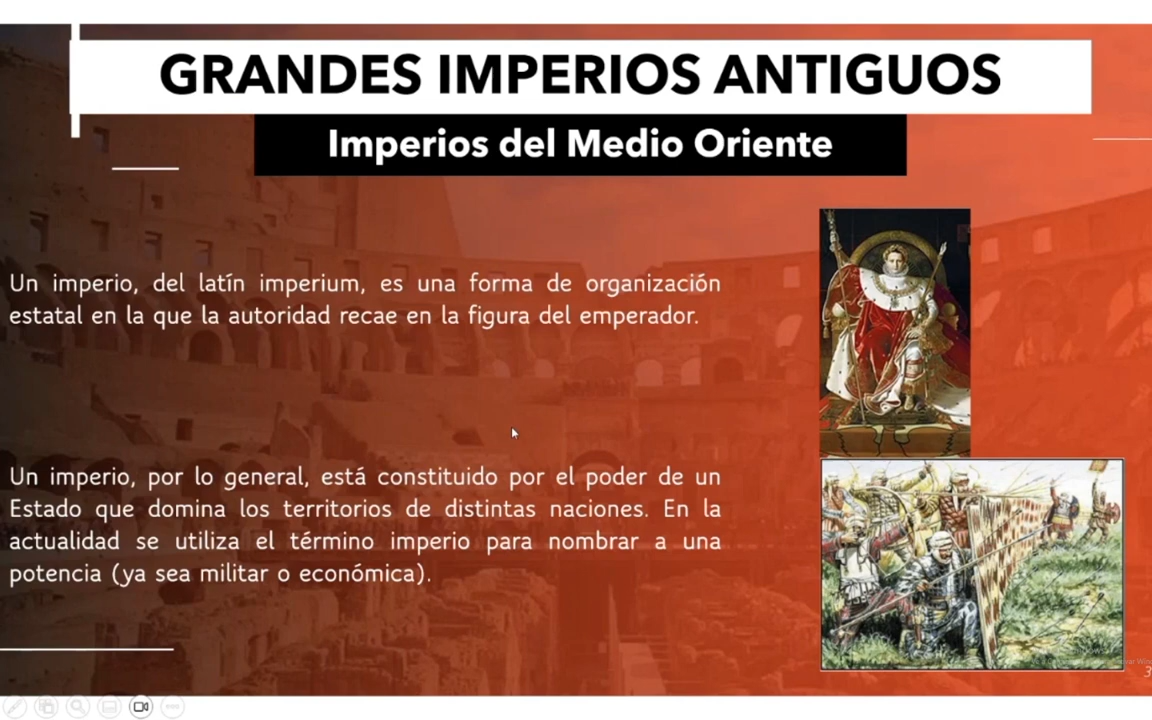 GRANDES IMPERIOS ANTIGUOS
Imperios del Medio Oriente
Un imperio, del latín imperium, es una forma de organización
estatal en la que la autoridad recae en la figura del emperador.
Un imperio, por lo general, está constituido por el poder de un
Estado que domina los territorios de distintas naciones. En la
actualidad se utiliza el término imperio para nombrar a una
potencia (ya sea militar o económica).
3